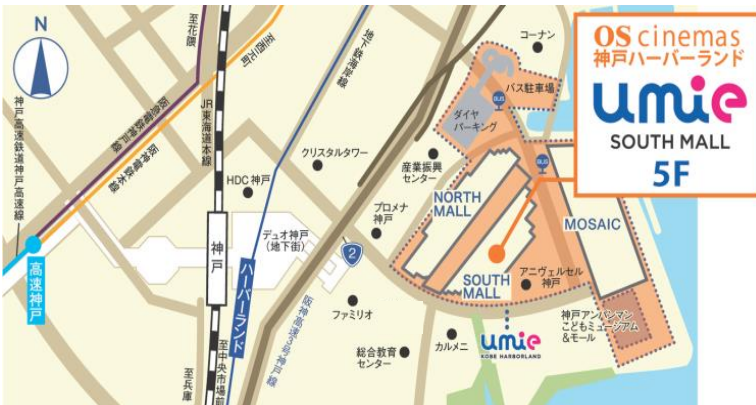 N
至花隈
至西元町
地下鉄海岸線
コーナン
OS cinemas
神戸ハーバーランド
umie
SOUTH MALL
5F
BUS
バス駐車場
ダイヤ
パーキング
神戸高速鉄道神戸高速線
阪急電鉄神戸線
阪神電鉄本線
JR東海道本線
クリスタルタワー
HDC神戸
産業振興
センター
BUS
NORTH
MALL
プロメナ
神戸
MOSAIC
高速神戸
神戸
デュオ神戸
(地下街)
2
ハーバーランド
SOUTH
MALL
アニヴェルセル
神戸
阪神高速3号神戸線
ファミリオ
神戸アンパンマン
こどもミュージアム
&モール
カルメニ
umie
KOBE HARBORLAND
総合教育
センター
至兵庫
至中央市場前